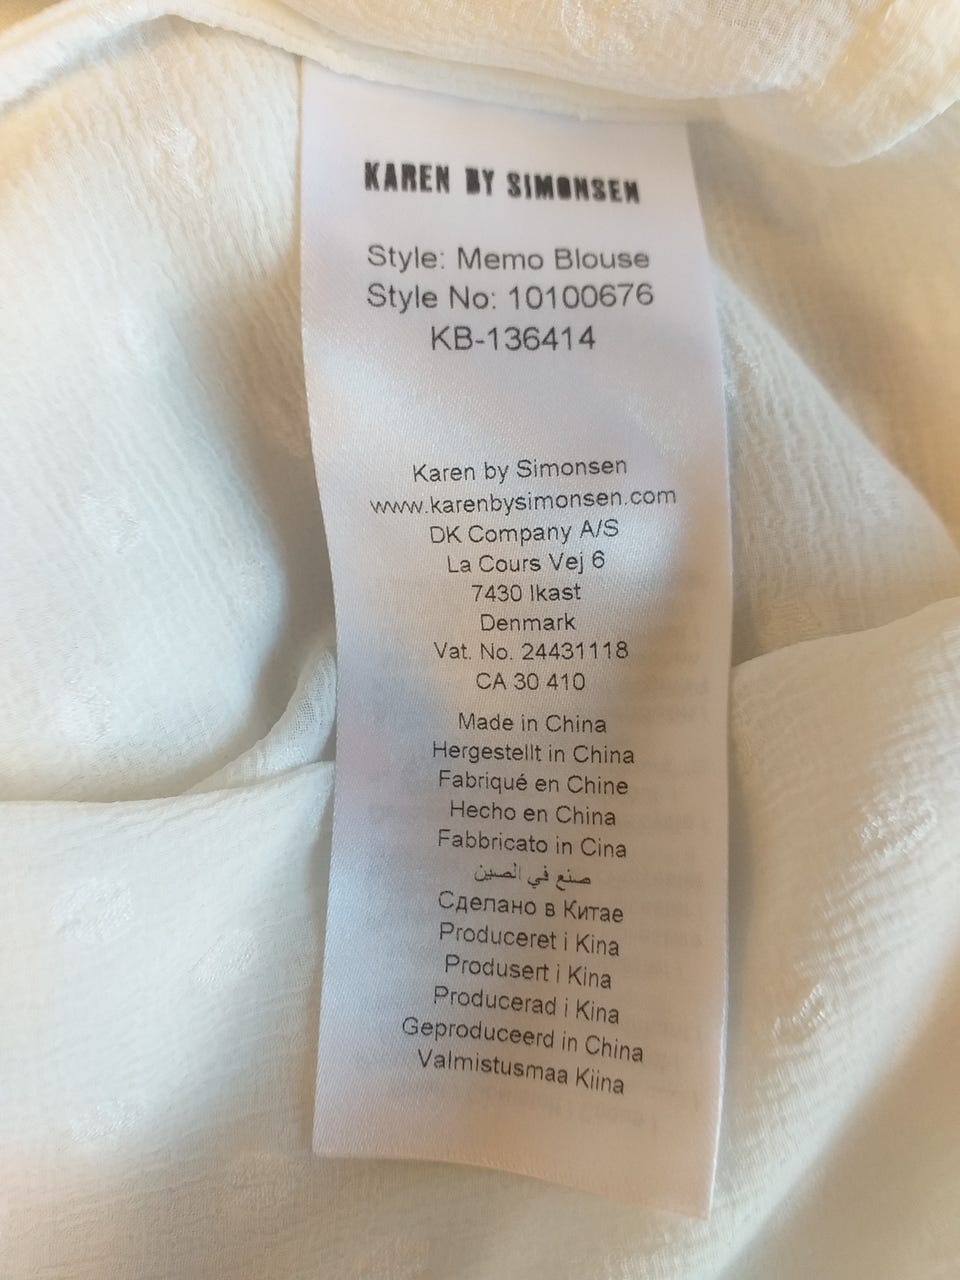 KAREN BY SIMONSEN
Style: Memo Blouse
Style No: 10100676
KB-136414
Karen by Simonsen
www.karenbysimonsen.com
DK Company A/S
La Cours Vej 6
7430 Ikast
Denmark
Vat. No. 24431118
CA 30 410
Made in China
Hergestellt in China
Fabriqué en Chine
Hecho en China
Fabbricato in Cina
صنع في الصين
Сделано в Китае
Produceret i Kina
Produsert i Kina
Producerad i Kina
Geproduceerd in China
Valmistusmaa Kiina